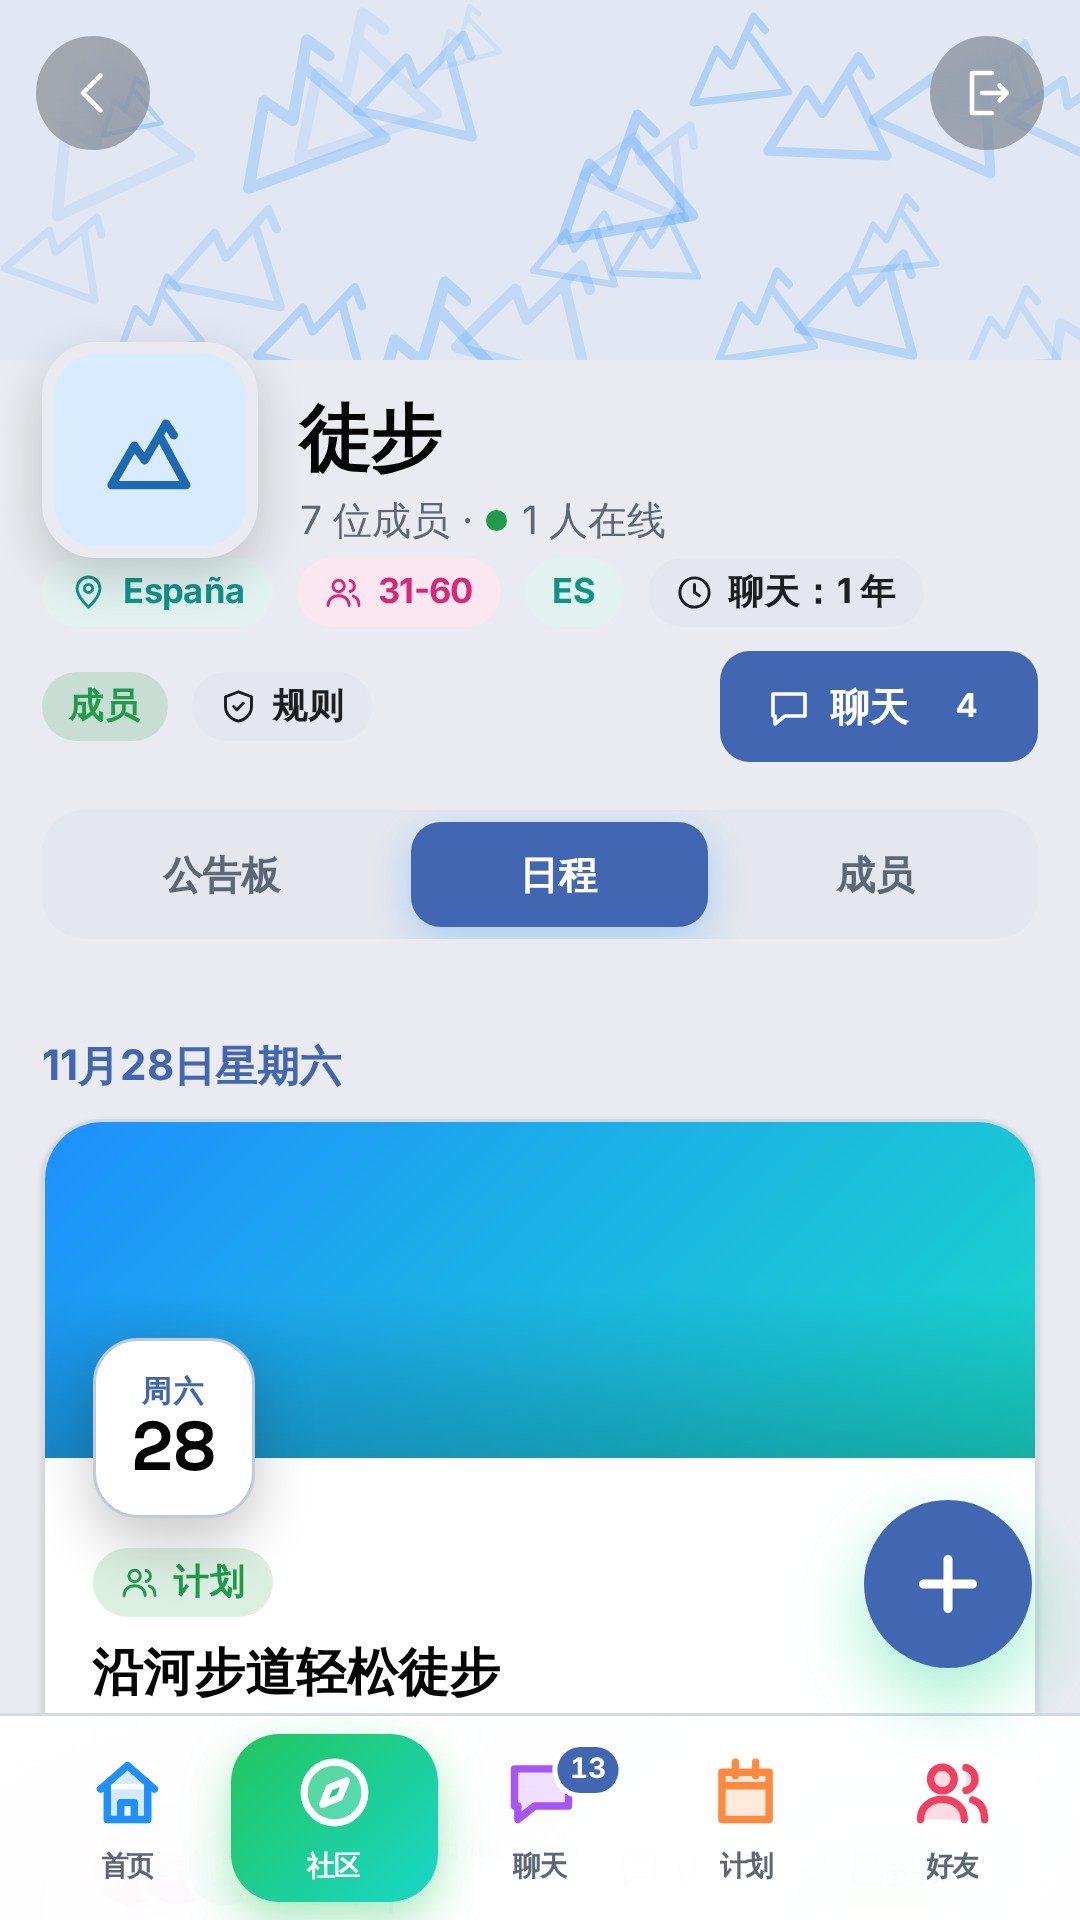 徒步
7 位成员 · 1 人在线
España
31-60
ES
聊天：1 年
成员
规则
聊天 4
公告板
日程
成员
11月28日星期六
周六
28
计划
沿河步道轻松徒步
13
首页
社区
聊天
计划
好友